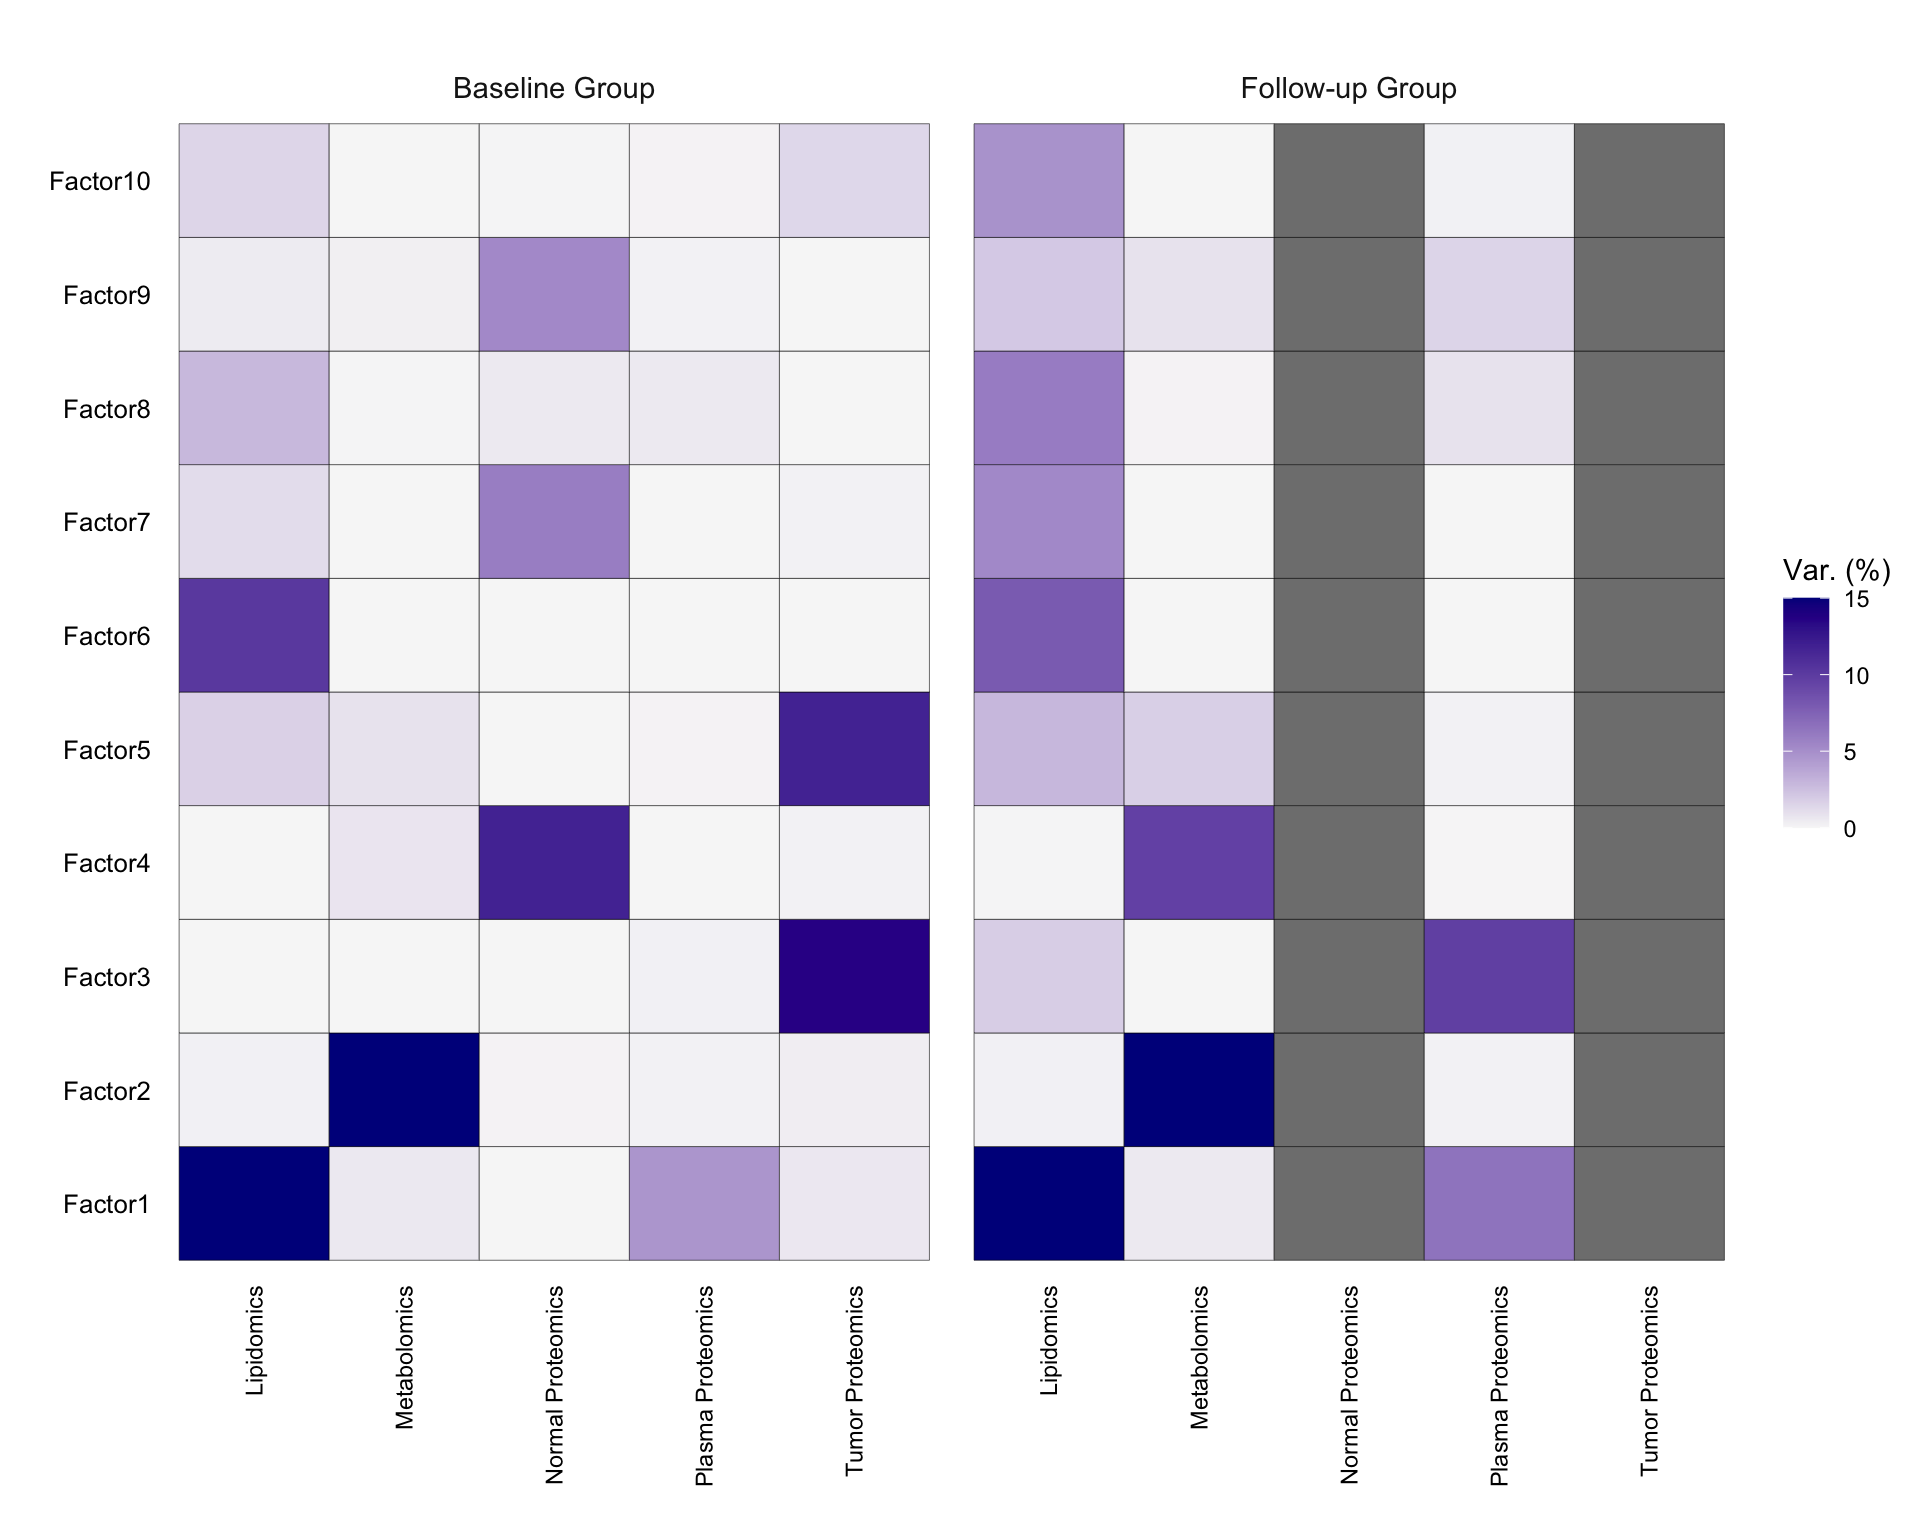 Baseline Group
Follow-up Group
Factor10
Factor9
Factor8
Factor7
Factor6
Factor5
Factor4
Factor3
Factor2
Factor1
Var. (%)
15
10
5
0
Lipidomics
Metabolomics
Normal Proteomics
Plasma Proteomics
Tumor Proteomics
Lipidomics
Metabolomics
Normal Proteomics
Plasma Proteomics
Tumor Proteomics